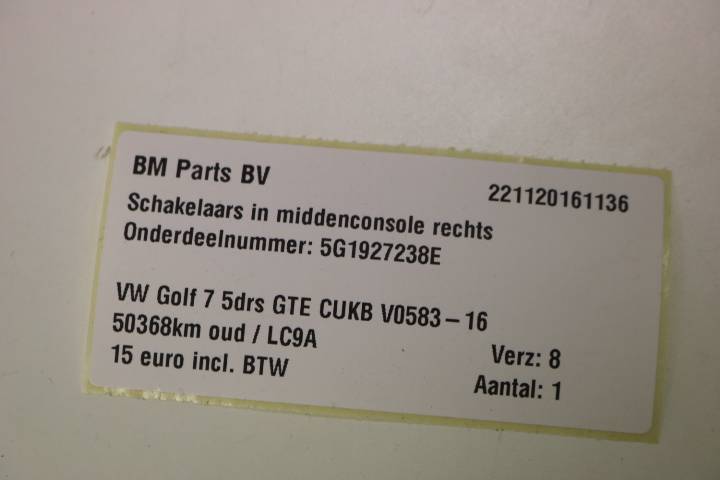 BM Parts BV
221120161136
Schakelaars in middenconsole rechts
Onderdeelnummer: 5G1927238E
VW Golf 7 5drs GTE CUKB V0583-16
50368km oud / LC9A
15 euro incl. BTW
Verz: 8
Aantal: 1